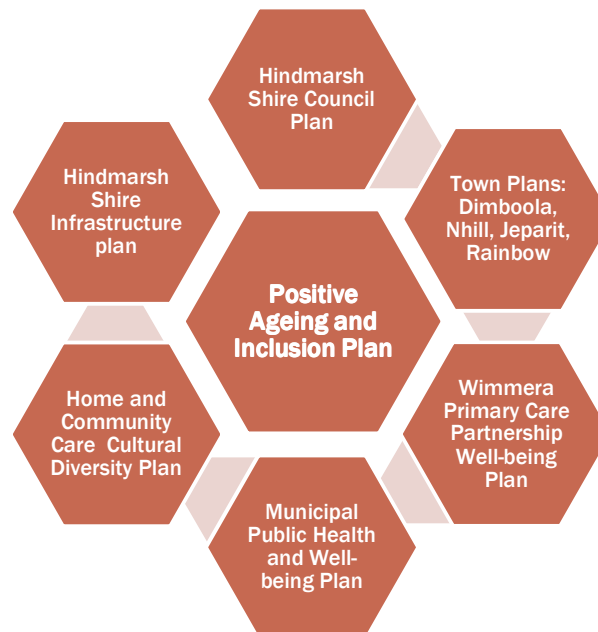 Hindmarsh
Shire Council
Plan
Hindmarsh
Shire
Infrastructure
plan
Town Plans:
Dimboola,
Nhill, Jeparit,
Rainbow
Positive
Ageing and
Inclusion Plan
Home and
Community
Care Cultural
Diversity Plan
Wimmera
Primary Care
Partnership
Well-being
Plan
Municipal
Public Health
and Well-
being Plan